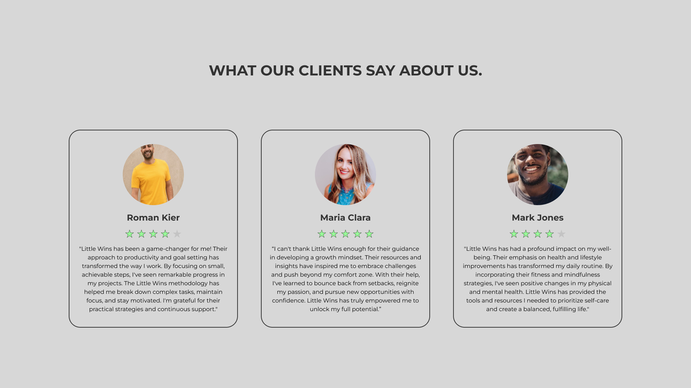 WHAT OUR CLIENTS SAY ABOUT US.
Roman Kier
"Little Wins has been a game-changer for me! Their
approach to productivity and goal setting has
transformed the way I work. By focusing on small,
achievable steps, I've seen remarkable progress in
my projects. The Little Wins methodology has
helped me break down complex tasks, maintain
focus, and stay motivated. I'm grateful for their
practical strategies and continuous support."
Maria Clara
"I can't thank Little Wins enough for their guidance
in developing a growth mindset. Their resources and
insights have inspired me to embrace challenges
and push beyond my comfort zone. With their help,
I've learned to bounce back from setbacks, reignite
my passion, and pursue new opportunities with
confidence. Little Wins has truly empowered me to
unlock my full potential."
Mark Jones
"Little Wins has had a profound impact on my well-
being. Their emphasis on health and lifestyle
improvements has transformed my daily routine. By
incorporating their fitness and mindfulness
strategies, I've seen positive changes in my physical
and mental health. Little Wins has provided the
tools and resources I needed to prioritize self-care
and create a balanced, fulfilling life."